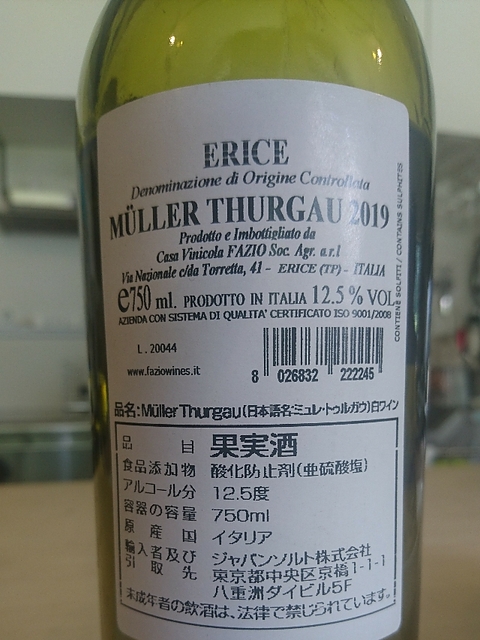 ERICE
Denominazione di Origine Controllata
MÜLLER THURGAU 2019
Prodotto e Imbottigliato da
Casa Vinicola FAZIO Soc. Agr. a.r.l
Via Nazionale c/da Torretta, 41 - ERICE (TP) - ITALIA
e750 ml. PRODOTTO IN ITALIA 12.5 % VOL
AZIENDA CON SISTEMA DI QUALITA' CERTIFICATO ISO 9001/2008
CONTIENE SOLFITI / CONTAINS SULPHITES
L . 20044
www.faziowines.it
8 026832 222245
品名:Müller Thurgau(日本語名:ミュレ・トゥルガウ)白ワイン
品目 果実酒
食品添加物 酸化防止剤(亜硫酸塩)
アルコール分 12.5度
容器の容量 750ml
原産国 イタリア
輸入者及び引取先 ジャパンソルト株式会社
東京都中央区京橋1-1-1
八重洲ダイビル5F
未成年者の飲酒は、法律で禁じられています。